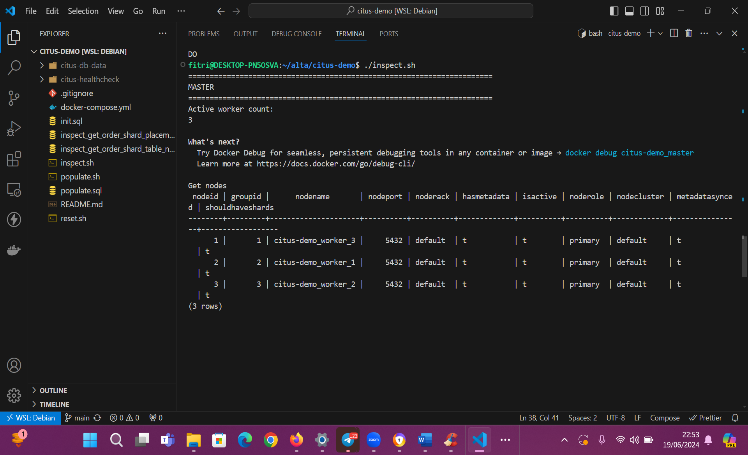 File Edit Selection View Go Run ···
citus-demo [WSL: Debian]
EXPLORER
CITUS-DEMO [WSL: DEBIAN]
citus-db-data
citus-healthcheck
.gitignore
docker-compose.yml
init.sql
inspect_get_order_shard_placem...
inspect_get_order_shard_table_n...
inspect.sh
populate.sh
populate.sql
README.md
reset.sh
OUTLINE
TIMELINE
PROBLEMS OUTPUT DEBUG CONSOLE TERMINAL PORTS
bash - citus-demo
DO
fitri@DESKTOP-PNSOSVA:~/alta/citus-demo$ ./inspect.sh
======================================================================
MASTER
======================================================================
Active worker count:
3
What's next?
Try Docker Debug for seamless, persistent debugging tools in any container or image → docker debug citus-demo_master
Learn more at https://docs.docker.com/go/debug-cli/
Get nodes
nodeid | groupid | nodename | nodeport | noderack | hasmetadata | isactive | noderole | nodecluster | metadatasynce
d | shouldhaveshards
--------+---------+----------------------+----------+----------+-------------+----------+----------+-------------+--------------
--+------------------
1 | 1 | citus-demo_worker_3 | 5432 | default | t | t | primary | default | t
| t
2 | 2 | citus-demo_worker_1 | 5432 | default | t | t | primary | default | t
| t
3 | 3 | citus-demo_worker_2 | 5432 | default | t | t | primary | default | t
| t
(3 rows)
WSL: Debian main 0 0 0 Ln 38, Col 41 Spaces: 2 UTF-8 LF Compose Prettier
22:53
19/06/2024